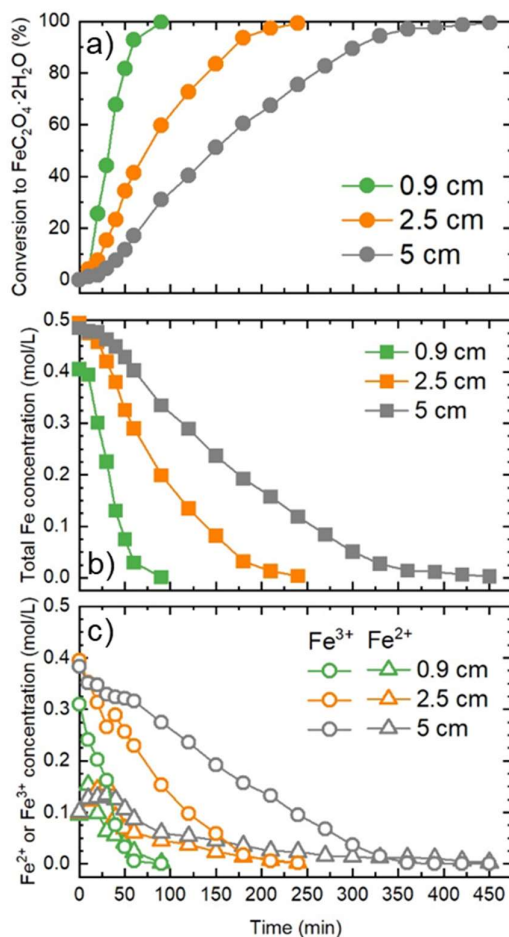 a)
Conversion to FeC₂O₄·2H₂O (%)
100
80
60
40
20
0
0.9 cm
2.5 cm
5 cm
b)
Total Fe concentration (mol/L)
0.5
0.4
0.3
0.2
0.1
0.0
0.9 cm
2.5 cm
5 cm
c)
Fe²⁺ or Fe³⁺ concentration (mol/L)
0.5
0.4
0.3
0.2
0.1
0.0
Fe³⁺ Fe²⁺
0.9 cm
2.5 cm
5 cm
0 50 100 150 200 250 300 350 400 450
Time (min)